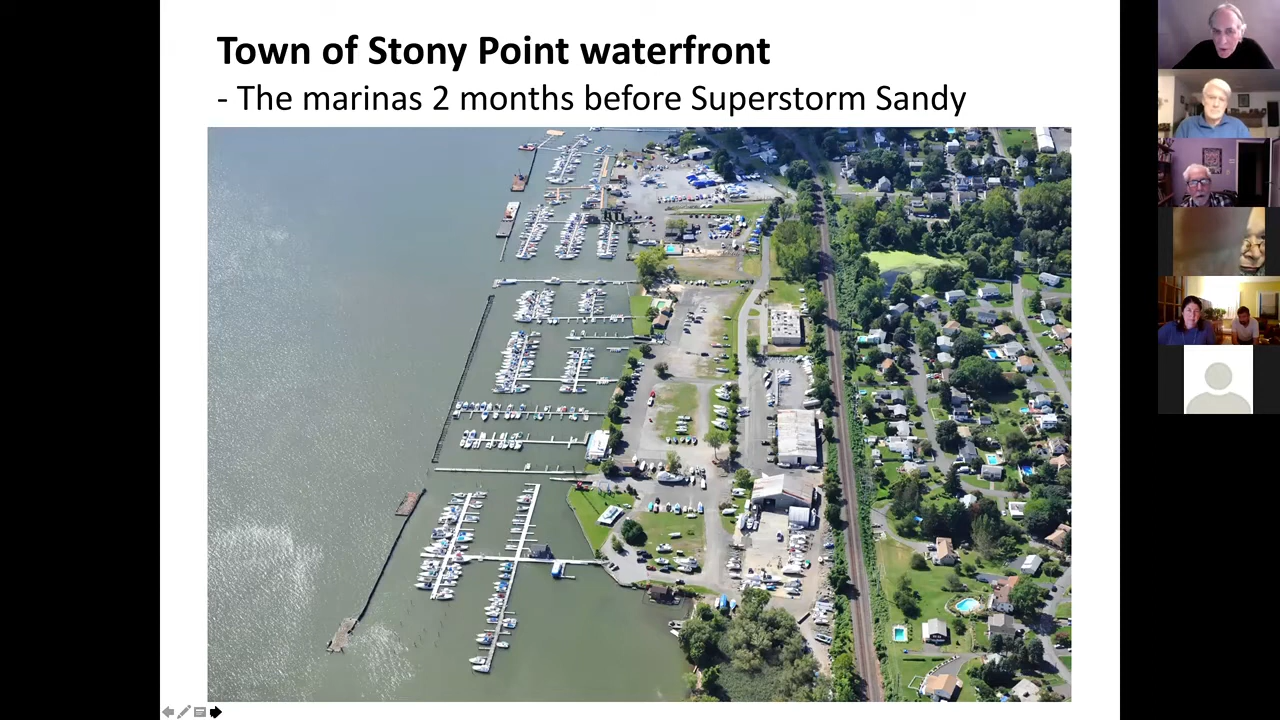 Town of Stony Point waterfront
- The marinas 2 months before Superstorm Sandy